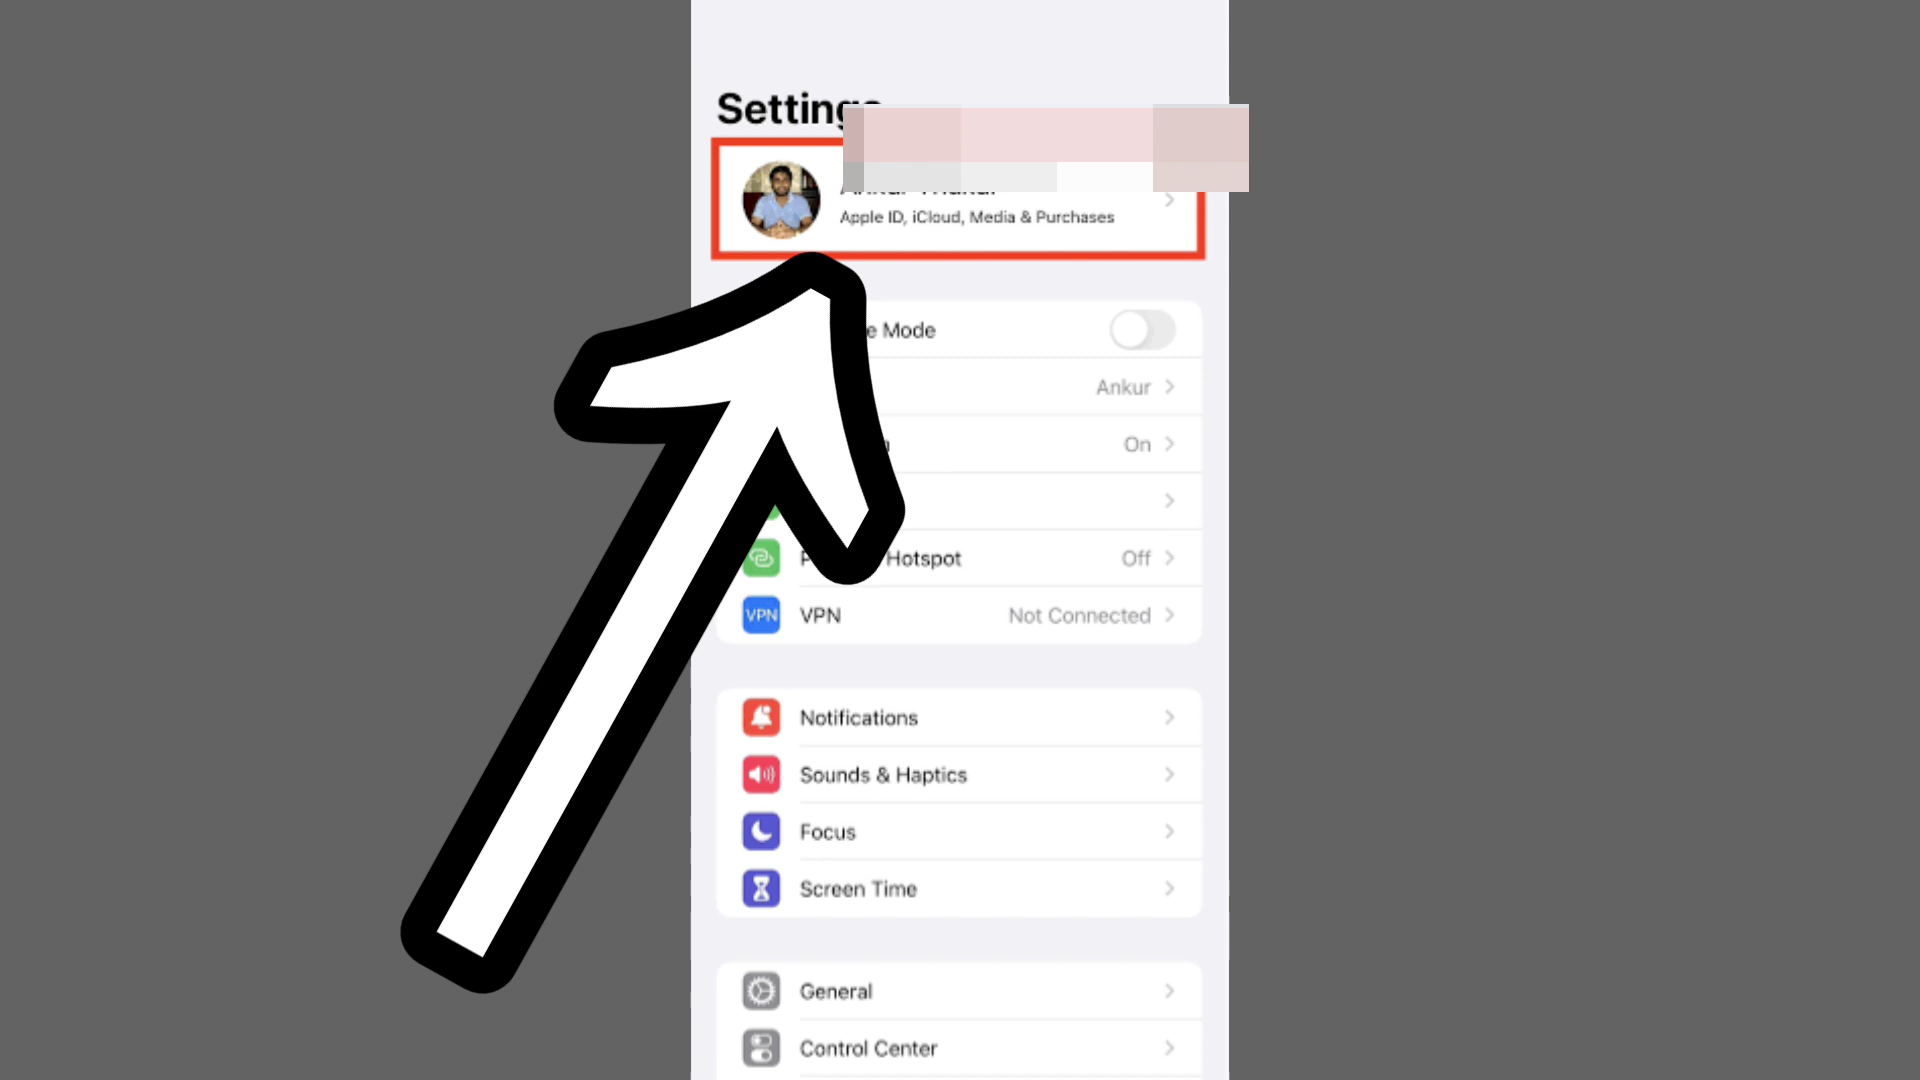 Settings
Apple ID, iCloud, Media & Purchases
Mode
Ankur
On
Hotspot
Off
VPN
VPN
Not Connected
Notifications
Sounds & Haptics
Focus
Screen Time
General
Control Center